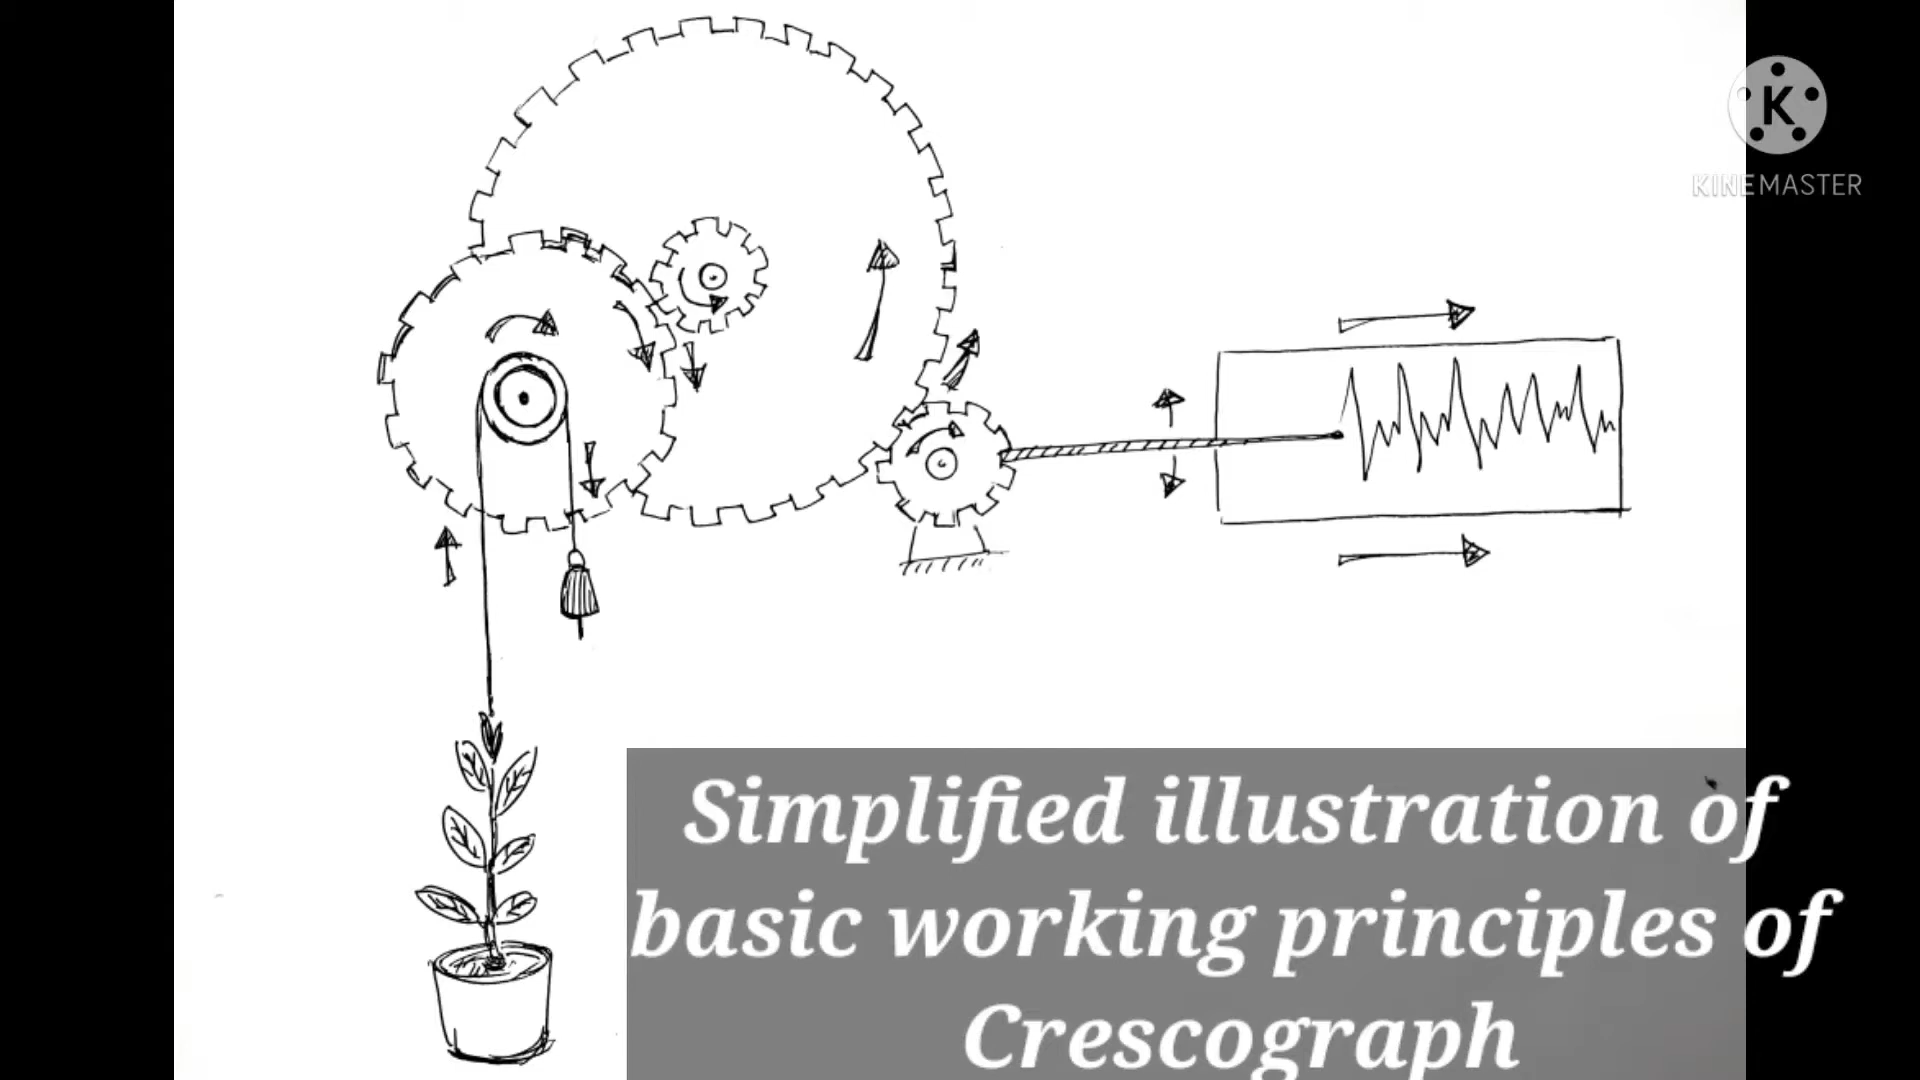 K
KINEMASTER
Simplified illustration of
basic working principles of
Crescograph